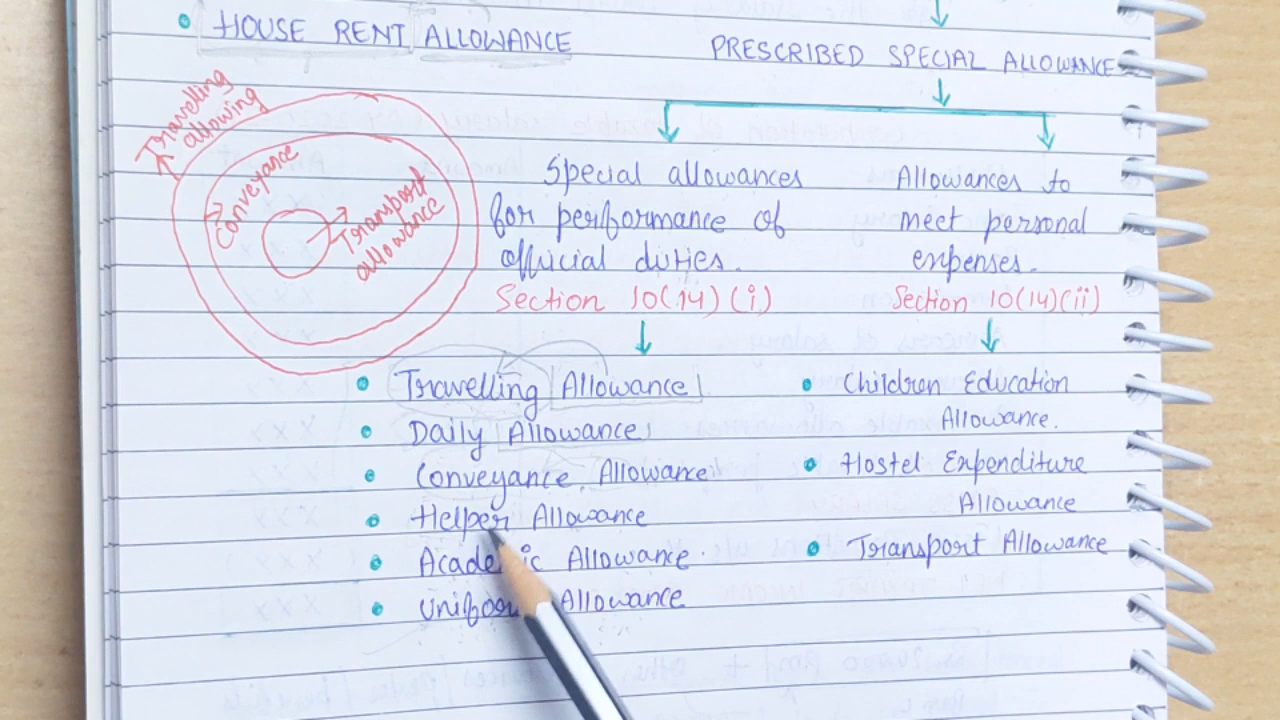 HOUSE RENT ALLOWANCE
PRESCRIBED SPECIAL ALLOWANCE
Travelling
allowing
Conveyance
Transport
allowance
Special allowances
for performance of
official duties.
Section 10(14)(i)
Allowances to
meet personal
expenses.
Section 10(14)(ii)
Travelling Allowance
Daily Allowance
Conveyance Allowance
Helper Allowance
Academic Allowance
Uniform Allowance
Children Education
Allowance.
Hostel Expenditure
Allowance
Transport Allowance